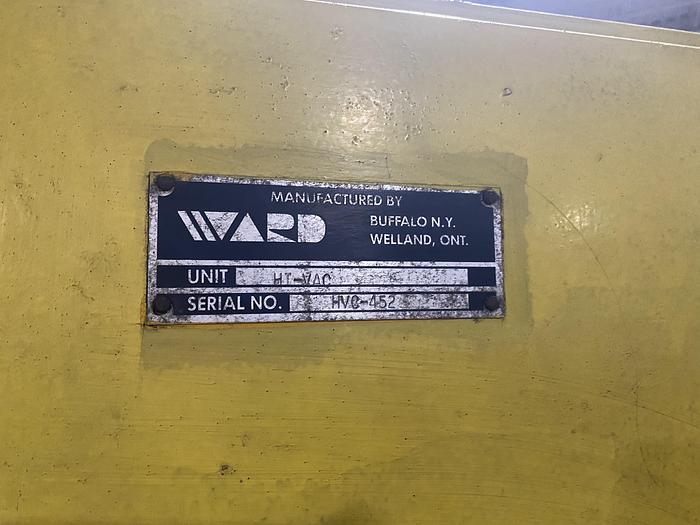 MANUFACTURED BY
WARD
BUFFALO N.Y.
WELLAND, ONT.
UNIT HT-VAC
SERIAL NO. HVC-452